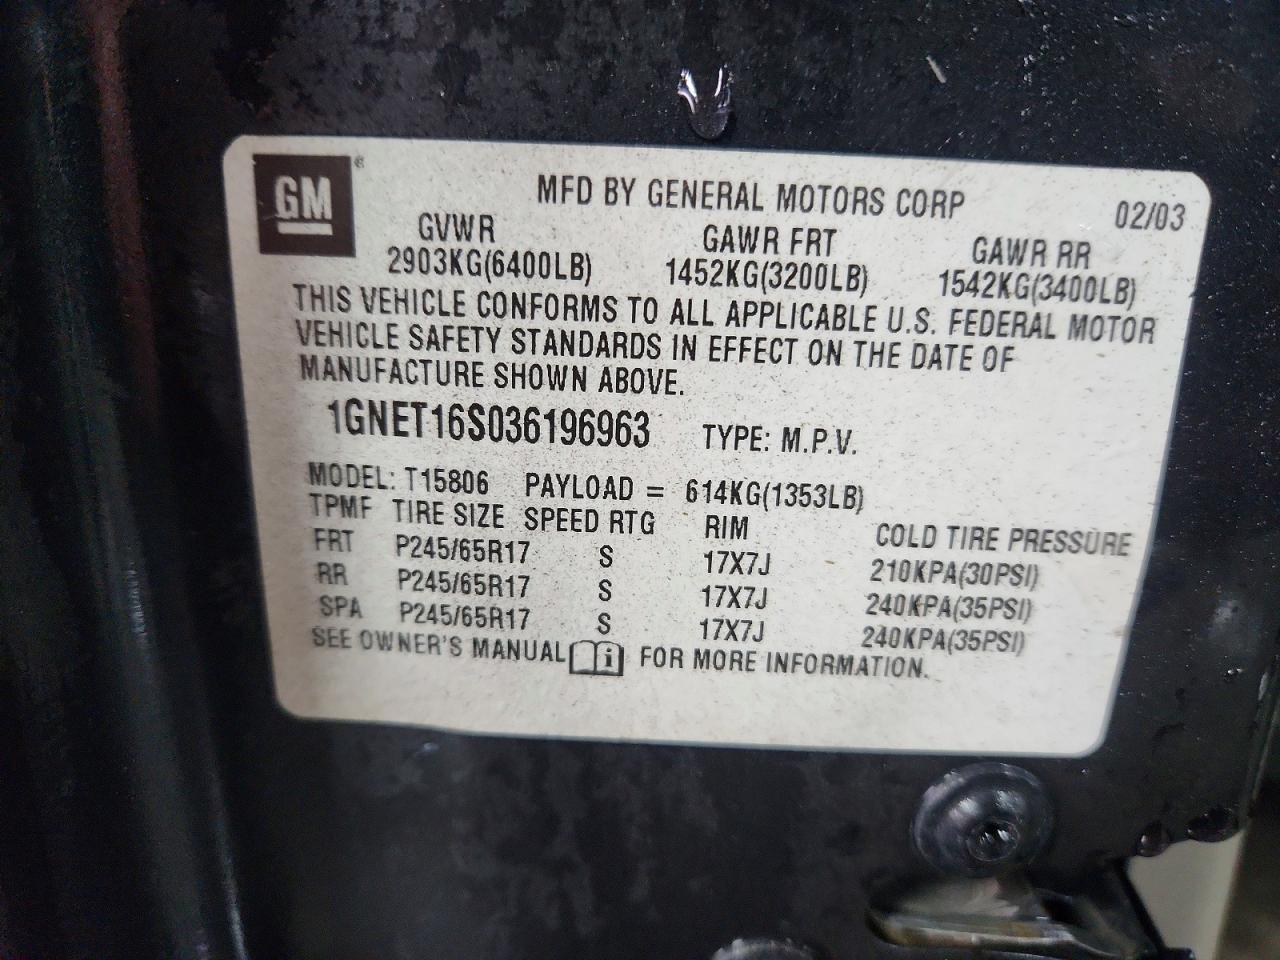 GM®
MFD BY GENERAL MOTORS CORP 02/03
GVWR GAWR FRT GAWR RR
2903KG(6400LB) 1452KG(3200LB) 1542KG(3400LB)
THIS VEHICLE CONFORMS TO ALL APPLICABLE U.S. FEDERAL MOTOR
VEHICLE SAFETY STANDARDS IN EFFECT ON THE DATE OF
MANUFACTURE SHOWN ABOVE.
1GNET16S036196963 TYPE: M.P.V.
MODEL: T15806 PAYLOAD = 614KG(1353LB)
TPMF TIRE SIZE SPEED RTG RIM COLD TIRE PRESSURE
FRT P245/65R17 S 17X7J 210KPA(30PSI)
RR P245/65R17 S 17X7J 240KPA(35PSI)
SPA P245/65R17 S 17X7J 240KPA(35PSI)
SEE OWNER'S MANUAL i FOR MORE INFORMATION.